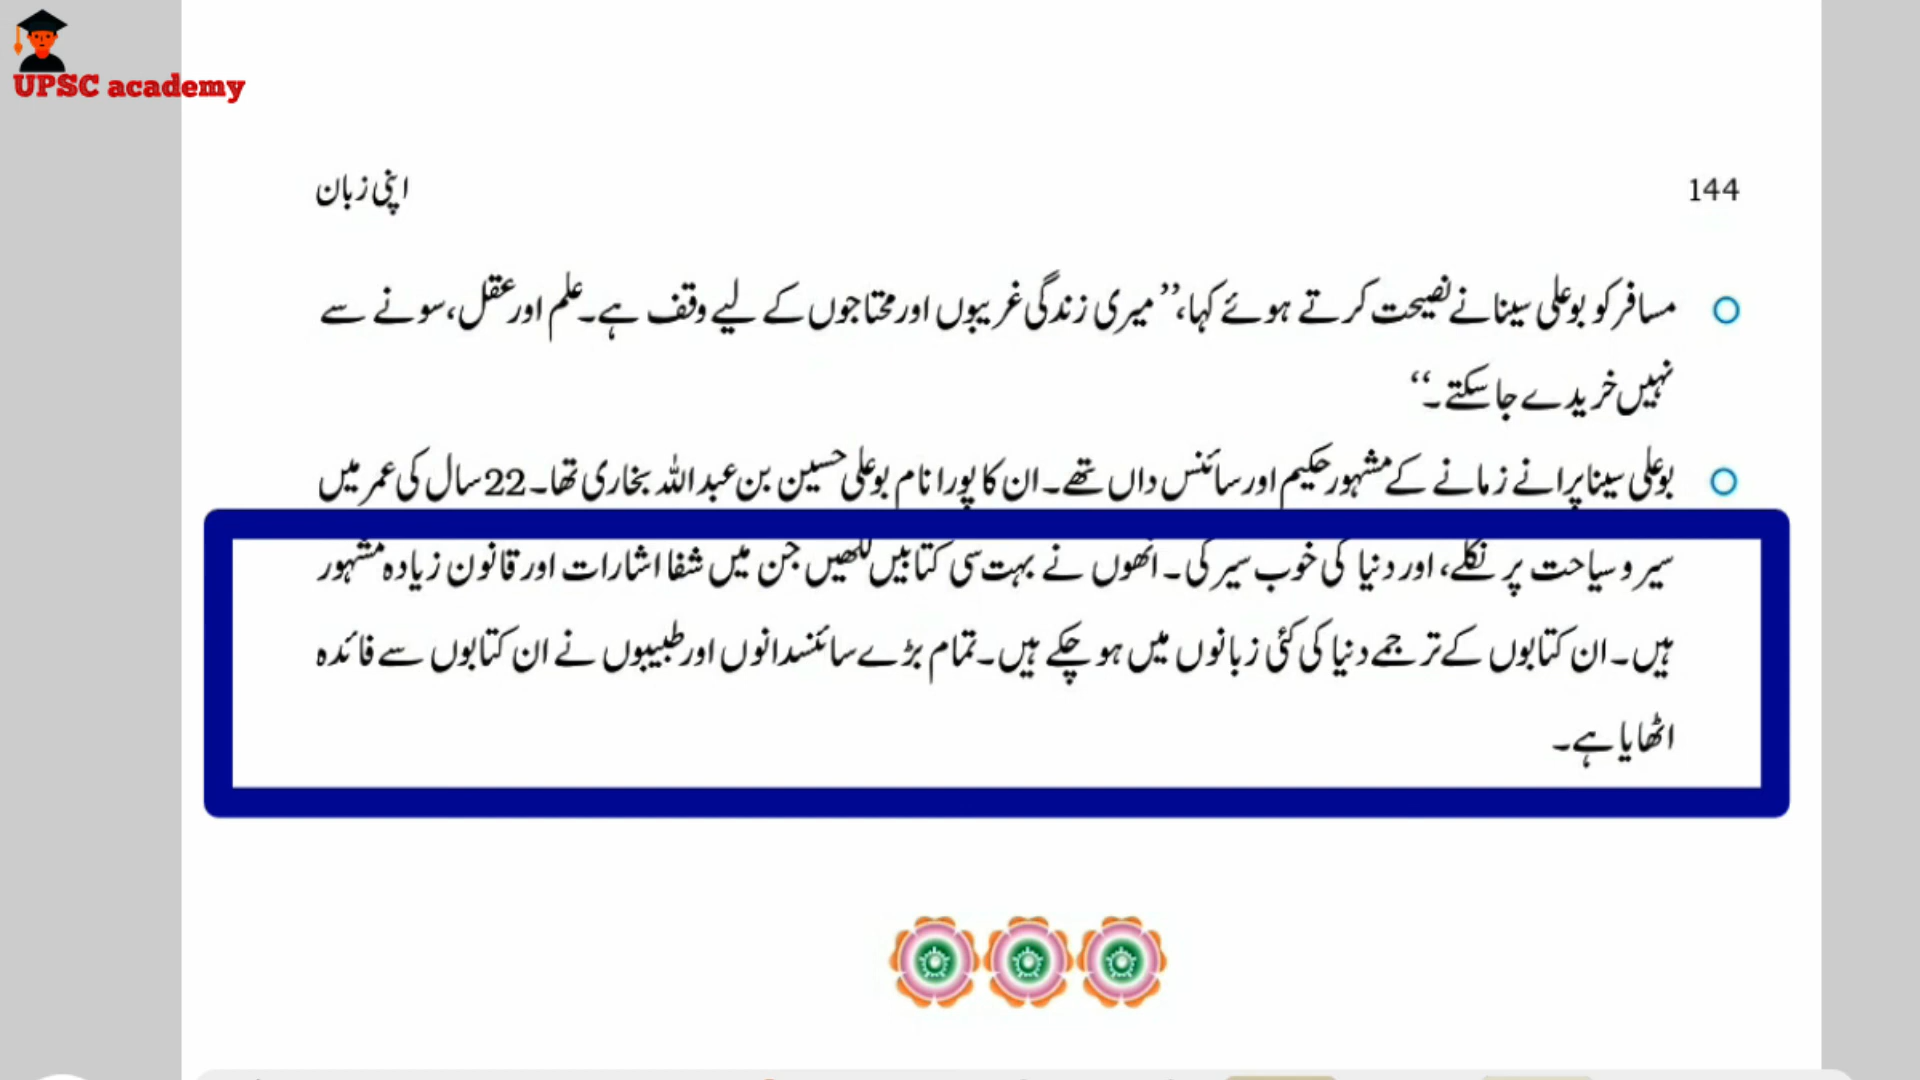 UPSC academy
144
اپنی زبان
مسافر کو بوعلی سینا نے نصیحت کرتے ہوئے کہا،’’میری زندگی غریبوں اور محتاجوں کے لیے وقف ہے۔علم اور عقل،سونے سے
نہیں خریدے جاسکتے۔‘‘
بوعلی سینا پرانے زمانے کے مشہور حکیم اور سائنس داں تھے۔ان کا پورا نام بوعلی حسین بن عبد اللہ بخاری تھا۔22 سال کی عمر میں
سیر و سیاحت پر نکلے، اور دنیا کی خوب سیر کی۔انھوں نے بہت سی کتابیں لکھیں جن میں شفا اشارات اور قانون زیادہ مشہور
ہیں۔ان کتابوں کے ترجمے دنیا کی کئی زبانوں میں ہو چکے ہیں۔تمام بڑے سائنسدانوں اور طبیبوں نے ان کتابوں سے فائدہ
اٹھایا ہے۔